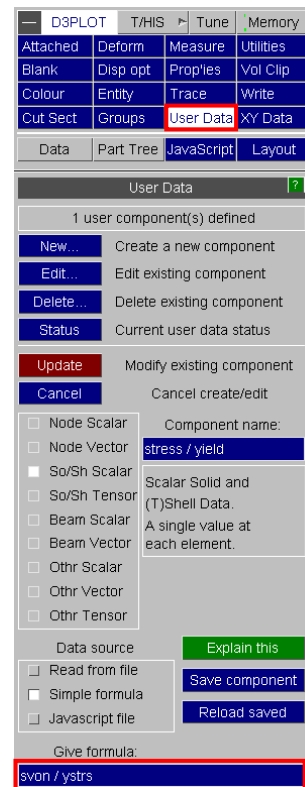 D3PLOT T/HIS Tune Memory
Attached Deform Measure Utilities
Blank Disp opt Prop'ies Vol Clip
Colour Entity Trace Write
Cut Sect Groups User Data XY Data
Data Part Tree JavaScript Layout
User Data ?
1 user component(s) defined
New... Create a new component
Edit... Edit existing component
Delete... Delete existing component
Status Current user data status
Update Modify existing component
Cancel Cancel create/edit
Node Scalar
Node Vector
So/Sh Scalar
So/Sh Tensor
Beam Scalar
Beam Vector
Othr Scalar
Othr Vector
Othr Tensor
Component name:
stress / yield
Scalar Solid and
(T)Shell Data.
A single value at
each element.
Data source
Read from file
Simple formula
Javascript file
Explain this
Save component
Reload saved
Give formula:
svon / ystrs